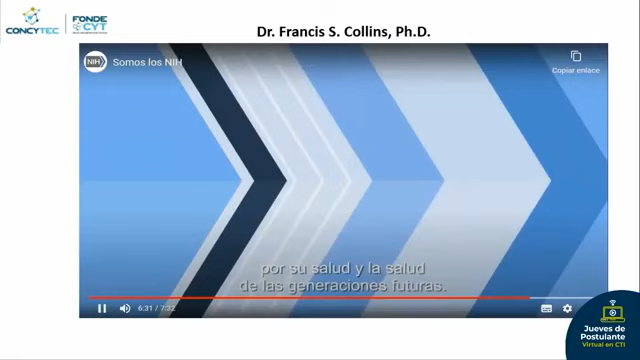 CONCYTEC
FONDE
CYT
Dr. Francis S. Collins, Ph.D.
NIH
Somos los NIH
Copiar enlace
por su salud y la salud
de las generaciones futuras.
6:31 / 7:32
Jueves de
Postulante
Virtual en CTI